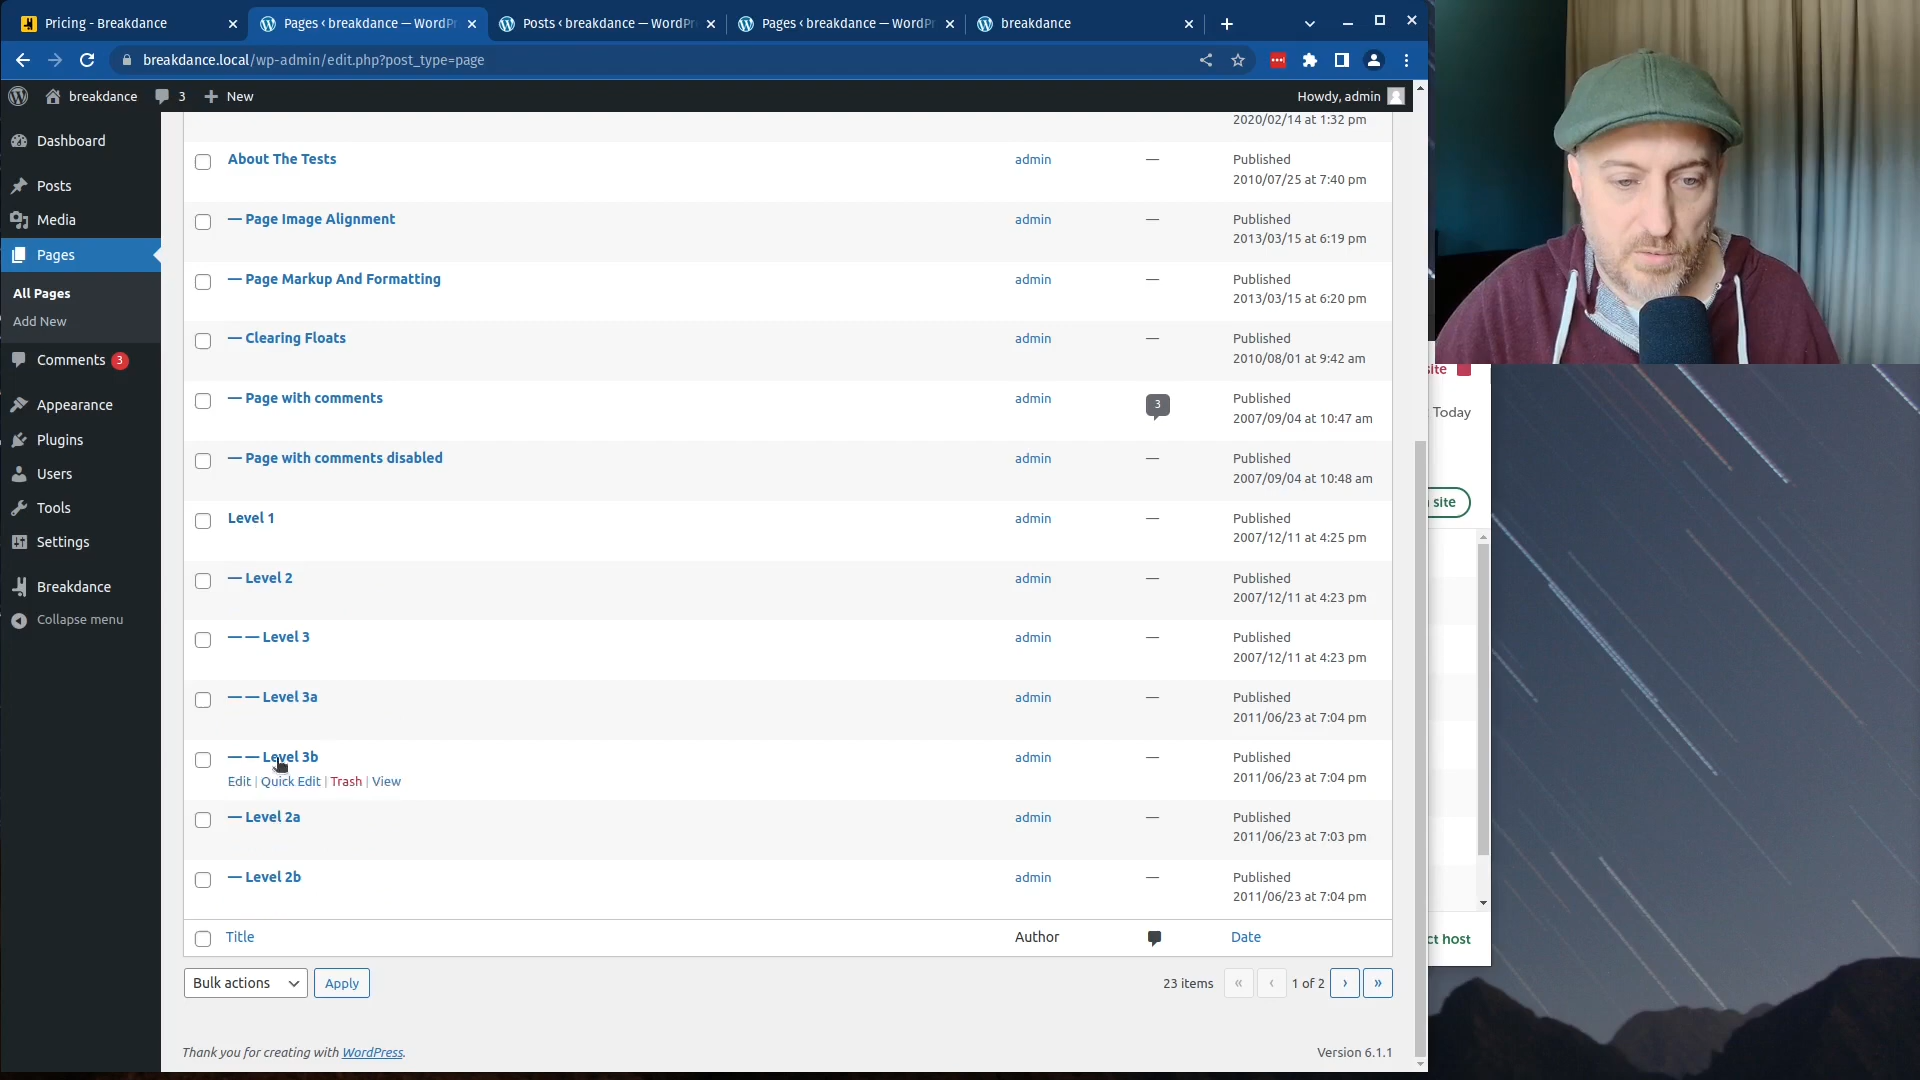 Pricing - Breakdance
Pages ‹ breakdance — WordPr
Posts ‹ breakdance — WordPr
Pages ‹ breakdance — WordPr
breakdance
breakdance.local/wp-admin/edit.php?post_type=page
breakdance
3
New
Howdy, admin
Dashboard
Posts
Media
Pages
All Pages
Add New
Comments 3
Appearance
Plugins
Users
Tools
Settings
Breakdance
Collapse menu
2020/02/14 at 1:32 pm
About The Tests
admin
—
Published
2010/07/25 at 7:40 pm
— Page Image Alignment
admin
—
Published
2013/03/15 at 6:19 pm
— Page Markup And Formatting
admin
—
Published
2013/03/15 at 6:20 pm
— Clearing Floats
admin
—
Published
2010/08/01 at 9:42 am
— Page with comments
admin
3
Published
2007/09/04 at 10:47 am
— Page with comments disabled
admin
—
Published
2007/09/04 at 10:48 am
Level 1
admin
—
Published
2007/12/11 at 4:25 pm
— Level 2
admin
—
Published
2007/12/11 at 4:23 pm
— — Level 3
admin
—
Published
2007/12/11 at 4:23 pm
— — Level 3a
admin
—
Published
2011/06/23 at 7:04 pm
— — Level 3b
admin
—
Published
2011/06/23 at 7:04 pm
Edit | Quick Edit | Trash | View
— Level 2a
admin
—
Published
2011/06/23 at 7:03 pm
— Level 2b
admin
—
Published
2011/06/23 at 7:04 pm
Title
Author
Date
Bulk actions
Apply
23 items
«
‹
1 of 2
›
»
Thank you for creating with WordPress.
Version 6.1.1
site
Today
site
ct host